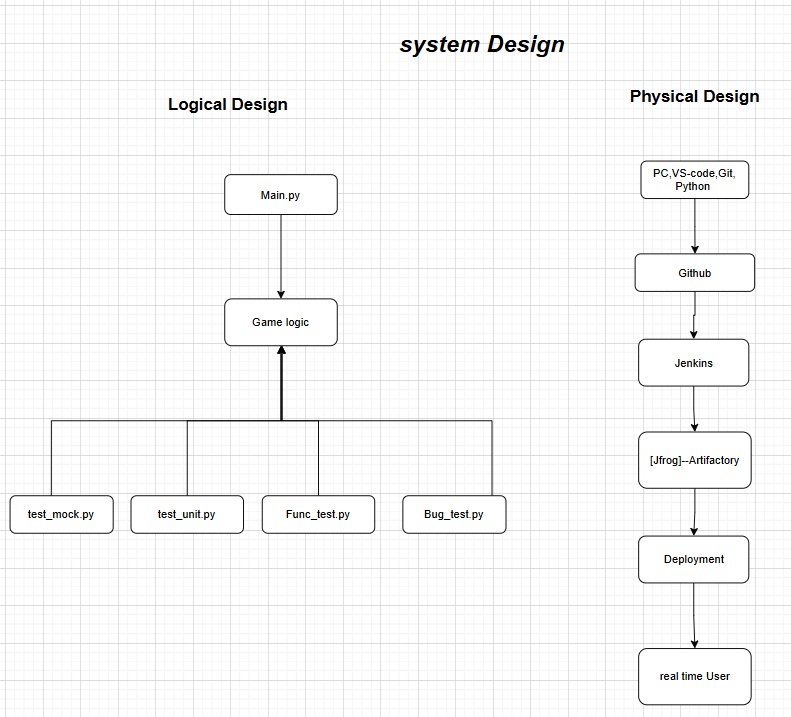 system Design
Logical Design
Physical Design
Main.py
Game logic
test_mock.py
test_unit.py
Func_test.py
Bug_test.py
PC,VS-code,Git,
Python
Github
Jenkins
[Jfrog]--Artifactory
Deployment
real time User